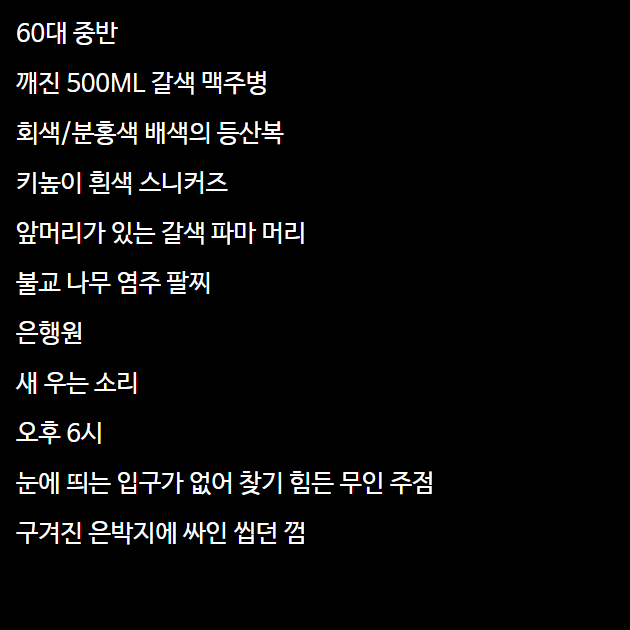 60대 중반
깨진 500ML 갈색 맥주병
회색/분홍색 배색의 등산복
키높이 흰색 스니커즈
앞머리가 있는 갈색 파마 머리
불교 나무 염주 팔찌
은행원
새 우는 소리
오후 6시
눈에 띄는 입구가 없어 찾기 힘든 무인 주점
구겨진 은박지에 싸인 씹던 껌